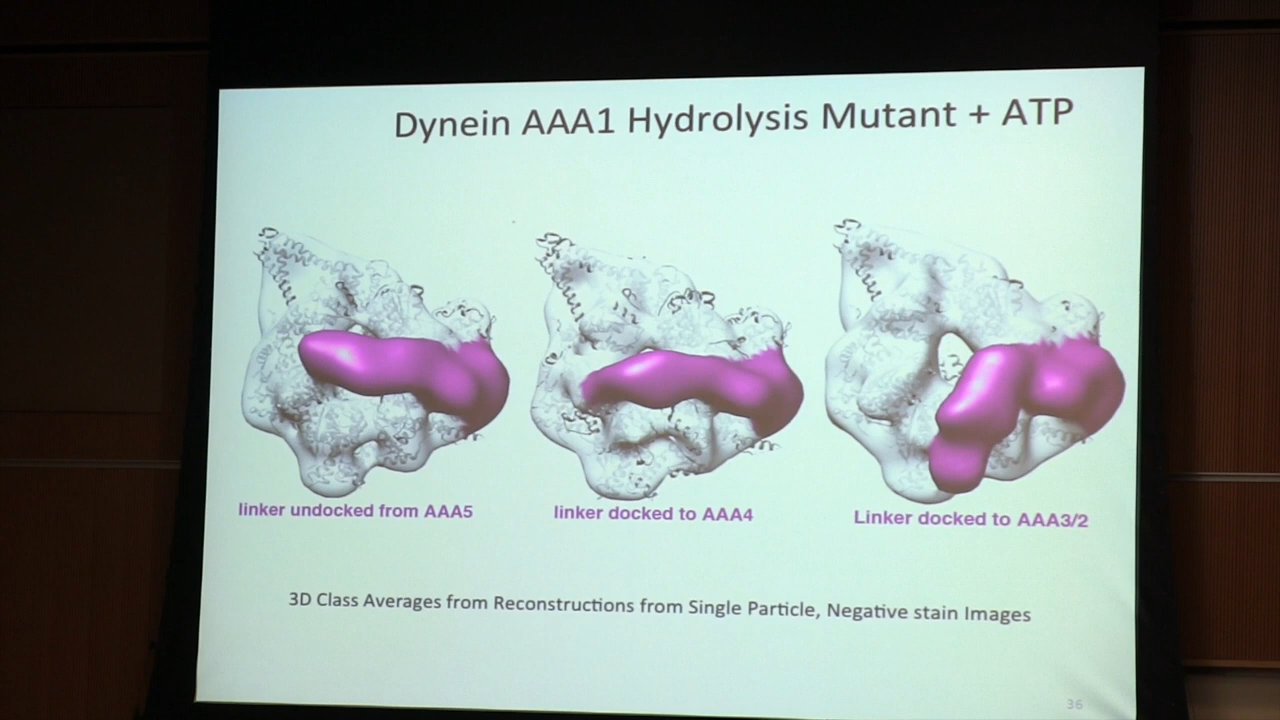 Dynein AAA1 Hydrolysis Mutant + ATP
linker undocked from AAA5
linker docked to AAA4
Linker docked to AAA3/2
3D Class Averages from Reconstructions from Single Particle, Negative stain Images
36